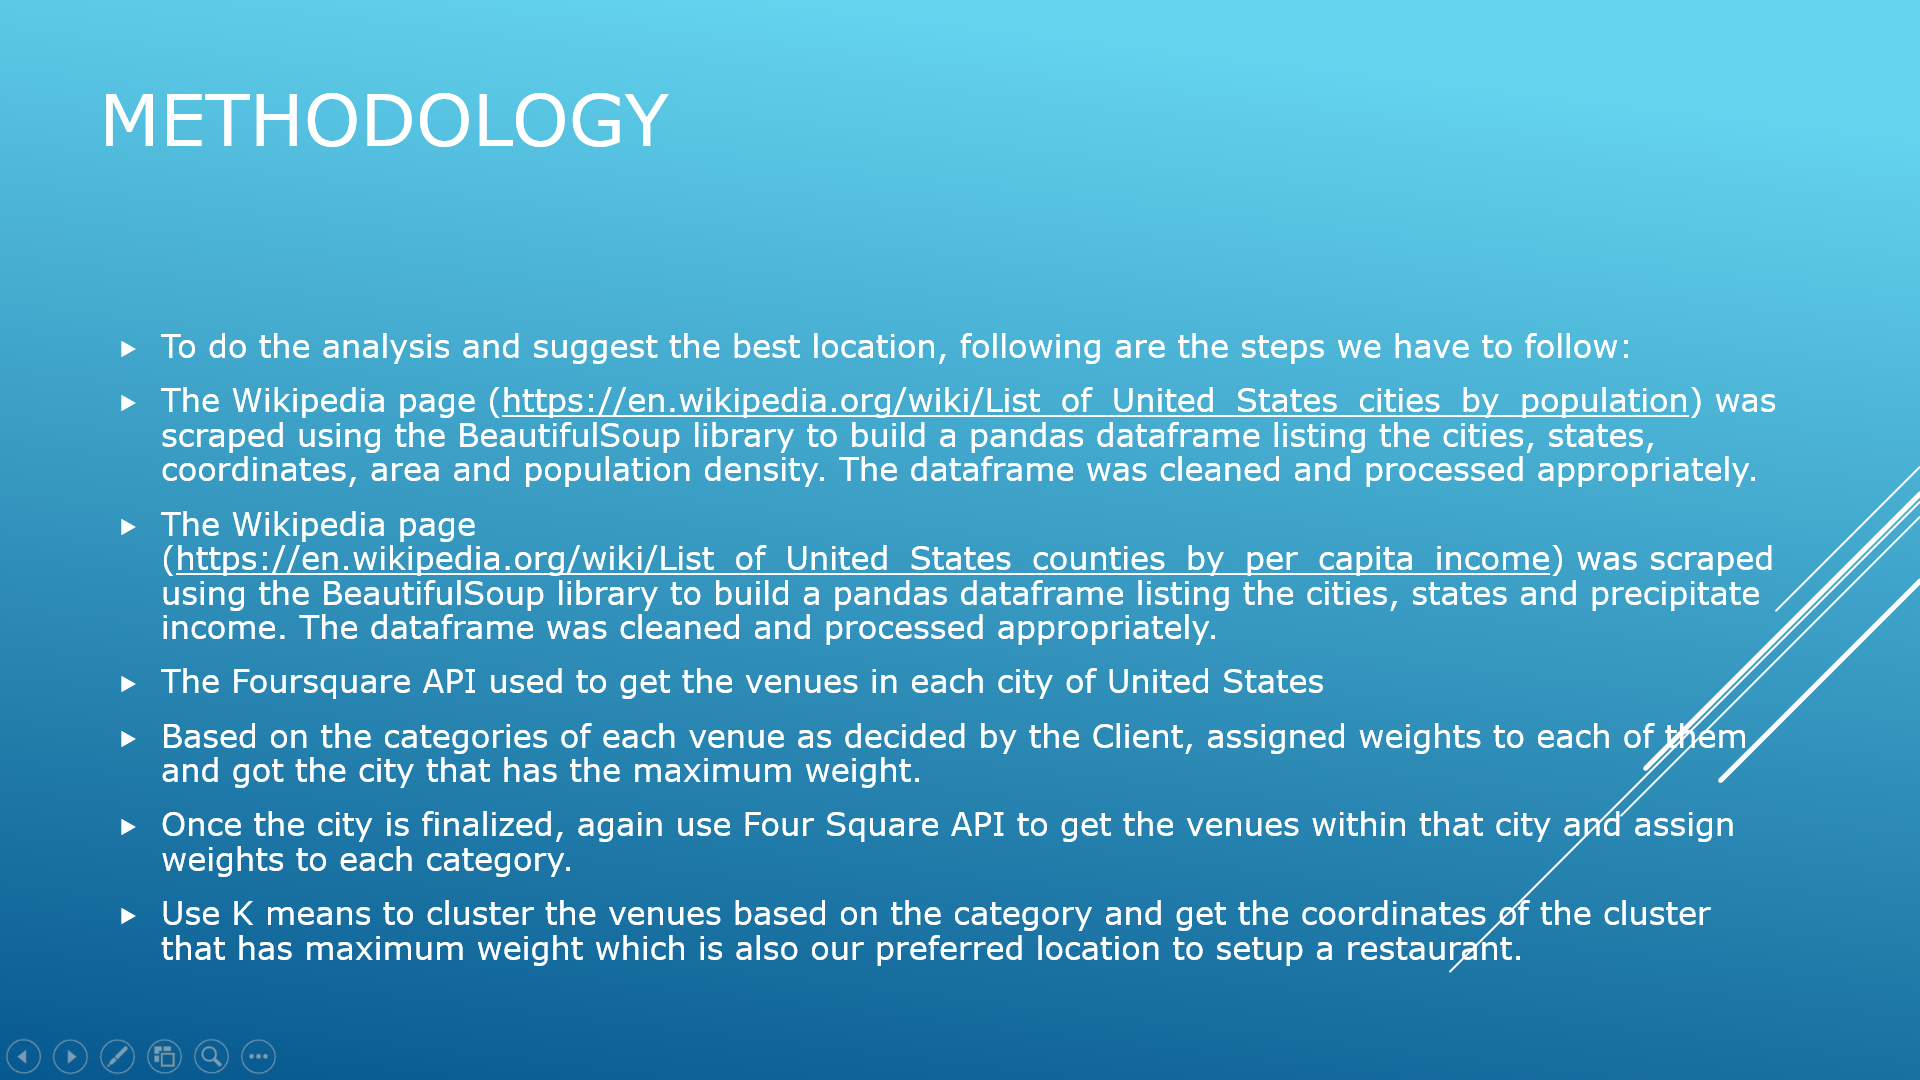 METHODOLOGY
To do the analysis and suggest the best location, following are the steps we have to follow:
The Wikipedia page (https://en.wikipedia.org/wiki/List_of_United_States_cities_by_population) was
scraped using the BeautifulSoup library to build a pandas dataframe listing the cities, states,
coordinates, area and population density. The dataframe was cleaned and processed appropriately.
The Wikipedia page
(https://en.wikipedia.org/wiki/List_of_United_States_counties_by_per_capita_income) was scraped
using the BeautifulSoup library to build a pandas dataframe listing the cities, states and precipitate
income. The dataframe was cleaned and processed appropriately.
The Foursquare API used to get the venues in each city of United States
Based on the categories of each venue as decided by the Client, assigned weights to each of them
and got the city that has the maximum weight.
Once the city is finalized, again use Four Square API to get the venues within that city and assign
weights to each category.
Use K means to cluster the venues based on the category and get the coordinates of the cluster
that has maximum weight which is also our preferred location to setup a restaurant.